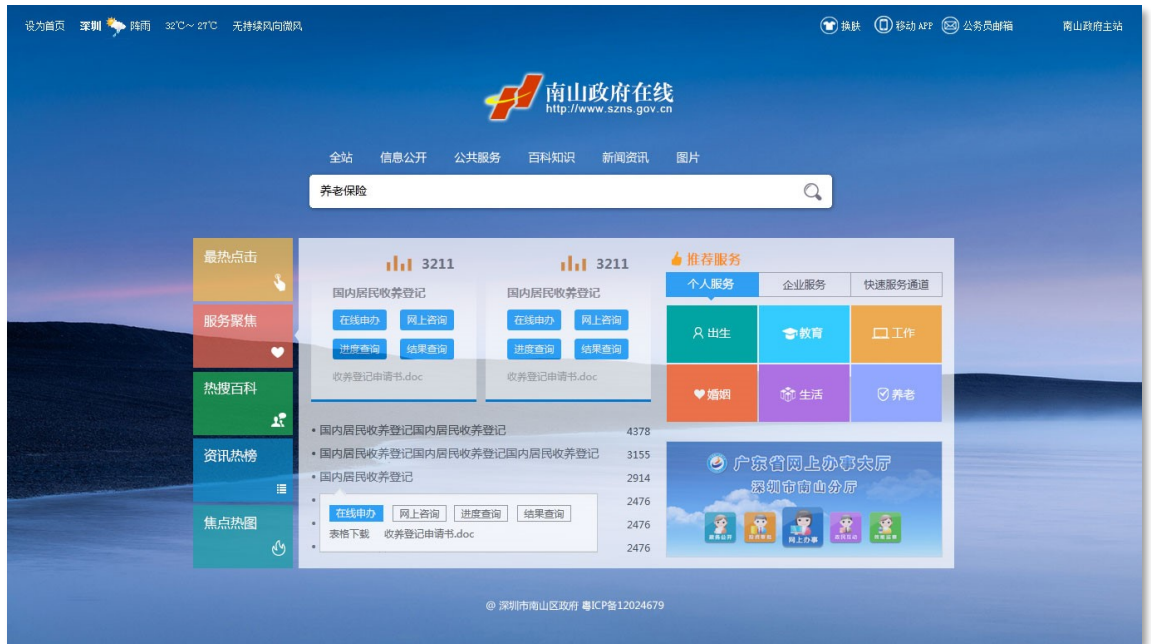 设为首页 深圳 阵雨 32℃~ 27℃ 无持续风向微风
换肤 移动 APP 公务员邮箱 南山政府主站
南山政府在线
http://www.szns.gov.cn
全站 信息公开 公共服务 百科知识 新闻资讯 图片
养老保险
最热点击
服务聚焦
热搜百科
资讯热榜
焦点热图
3211
国内居民收养登记
在线申办 网上咨询
进度查询 结果查询
收养登记申请书.doc
3211
国内居民收养登记
在线申办 网上咨询
进度查询 结果查询
收养登记申请书.doc
• 国内居民收养登记国内居民收养登记 4378
• 国内居民收养登记国内居民收养登记国内居民收养登记 3155
• 国内居民收养登记 2914
• 2476
• 2476
• 2476
在线申办 网上咨询 进度查询 结果查询
表格下载 收养登记申请书.doc
推荐服务
个人服务 企业服务 快速服务通道
出生 教育 工作
婚姻 生活 养老
广东省网上办事大厅
深圳市南山分厅
网上办事
@ 深圳市南山区政府 粤ICP备12024679